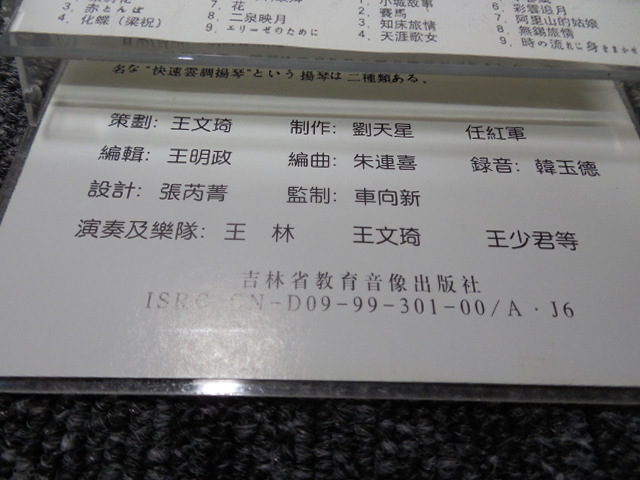 3. 赤とんぼ
4. 化蝶（梁祝）
7. 花
8. 二泉映月
9. エリーゼのために
1. 小城故事
2. 賽馬
3. 知床旅情
4. 天涯歌女
6. 彩雲追月
7. 阿里山的姑娘
8. 無錫旅情
9. 時の流れに身をまかせ
名な“快速雲調揚琴”という揚琴は二種類ある。
策劃：王文琦 制作：劉天星 任紅軍
編輯：王明政 編曲：朱連喜 録音：韓玉德
設計：張芮菁 監制：車向新
演奏及樂隊：王 林 王文琦 王少君等
吉林省教育音像出版社
ISRC CN-D09-99-301-00/A·J6